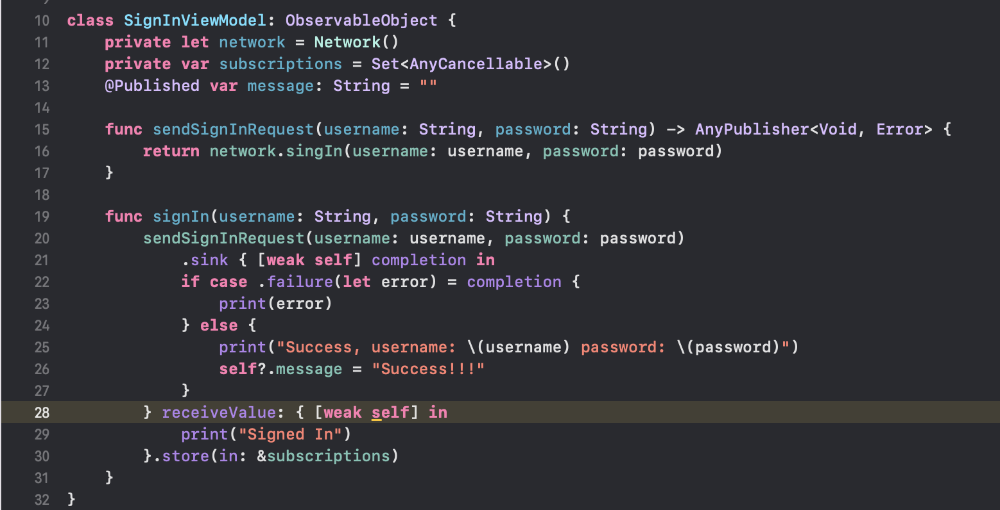 10 class SignInViewModel: ObservableObject {
11     private let network = Network()
12     private var subscriptions = Set<AnyCancellable>()
13     @Published var message: String = ""
14
15     func sendSignInRequest(username: String, password: String) -> AnyPublisher<Void, Error> {
16         return network.singIn(username: username, password: password)
17     }
18
19     func signIn(username: String, password: String) {
20         sendSignInRequest(username: username, password: password)
21             .sink { [weak self] completion in
22             if case .failure(let error) = completion {
23                 print(error)
24             } else {
25                 print("Success, username: \(username) password: \(password)")
26                 self?.message = "Success!!!"
27             }
28         } receiveValue: { [weak self] in
29             print("Signed In")
30         }.store(in: &subscriptions)
31     }
32 }